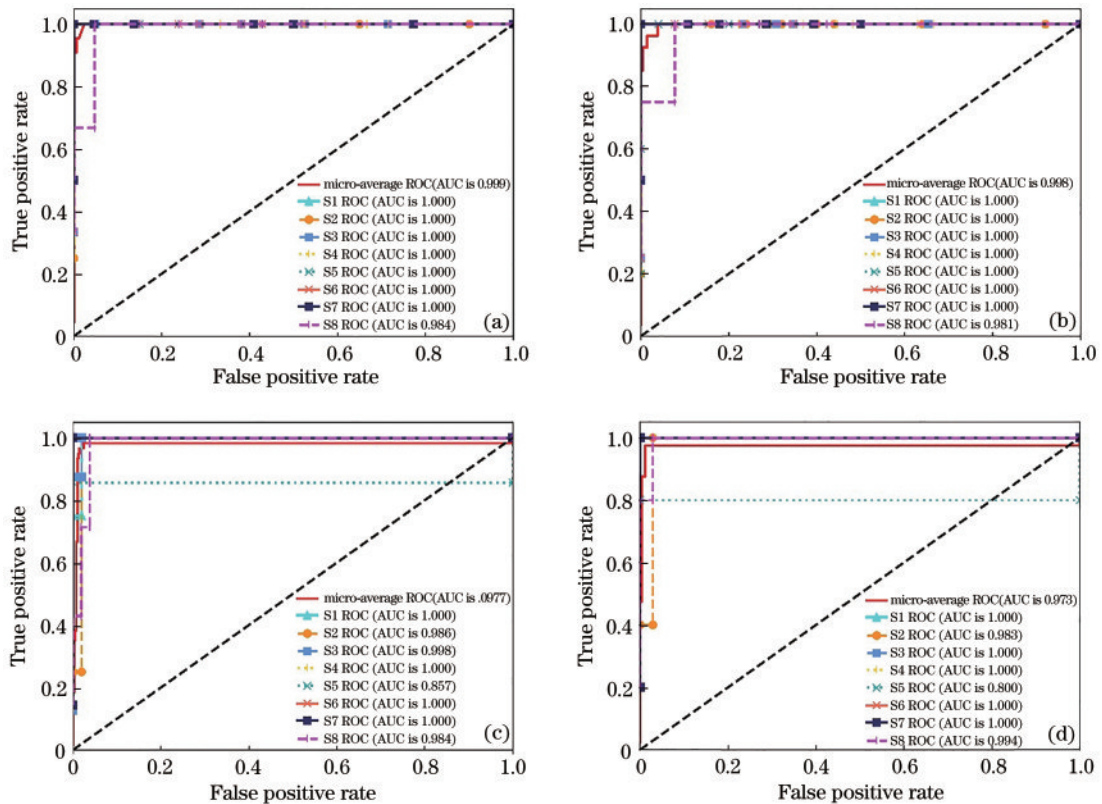 1.0
0.8
0.6
0.4
0.2
0
True positive rate
micro-average ROC(AUC is 0.999)
S1 ROC (AUC is 1.000)
S2 ROC (AUC is 1.000)
S3 ROC (AUC is 1.000)
S4 ROC (AUC is 1.000)
S5 ROC (AUC is 1.000)
S6 ROC (AUC is 1.000)
S7 ROC (AUC is 1.000)
S8 ROC (AUC is 0.984)
(a)
0 0.2 0.4 0.6 0.8 1.0
False positive rate
1.0
0.8
0.6
0.4
0.2
0
True positive rate
micro-average ROC(AUC is 0.998)
S1 ROC (AUC is 1.000)
S2 ROC (AUC is 1.000)
S3 ROC (AUC is 1.000)
S4 ROC (AUC is 1.000)
S5 ROC (AUC is 1.000)
S6 ROC (AUC is 1.000)
S7 ROC (AUC is 1.000)
S8 ROC (AUC is 0.981)
(b)
0 0.2 0.4 0.6 0.8 1.0
False positive rate
1.0
0.8
0.6
0.4
0.2
0
True positive rate
micro-average ROC(AUC is .0977)
S1 ROC (AUC is 1.000)
S2 ROC (AUC is 0.986)
S3 ROC (AUC is 0.998)
S4 ROC (AUC is 1.000)
S5 ROC (AUC is 0.857)
S6 ROC (AUC is 1.000)
S7 ROC (AUC is 1.000)
S8 ROC (AUC is 0.984)
(c)
0 0.2 0.4 0.6 0.8 1.0
False positive rate
1.0
0.8
0.6
0.4
0.2
0
True positive rate
micro-average ROC(AUC is 0.973)
S1 ROC (AUC is 1.000)
S2 ROC (AUC is 0.983)
S3 ROC (AUC is 1.000)
S4 ROC (AUC is 1.000)
S5 ROC (AUC is 0.800)
S6 ROC (AUC is 1.000)
S7 ROC (AUC is 1.000)
S8 ROC (AUC is 0.994)
(d)
0 0.2 0.4 0.6 0.8 1.0
False positive rate